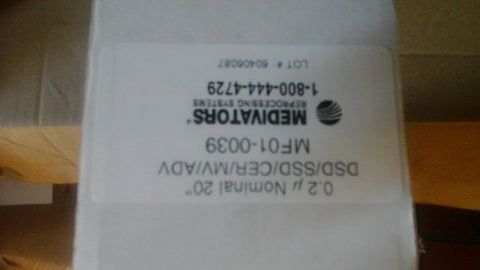 0.2 µ Nominal 20"
DSD/SSD/CER/MV/ADV
MF01-0039
MEDIVATORS®
REPROCESSING SYSTEMS
1-800-444-4729
LOT #: 60406087